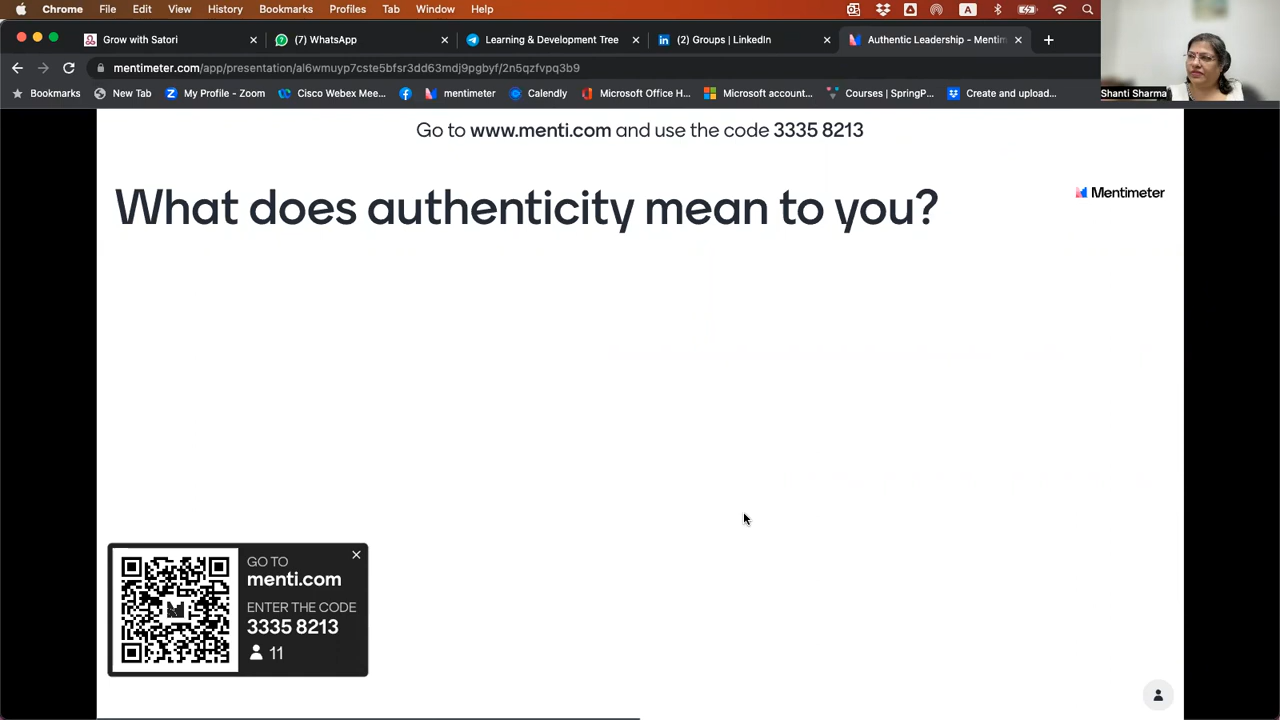 Chrome File Edit View History Bookmarks Profiles Tab Window Help A
Grow with Satori
(2) WhatsApp
Learning & Development Tree
(2) Groups | LinkedIn
Authentic Leadership - Mentim
mentimeter.com/app/presentation/al6wmuyp7cste5bfsr3dd63mdj9pgbyf/2n5qzfvpq3b9
Bookmarks
New Tab
My Profile - Zoom
Cisco Webex Mee...
mentimeter
Calendly
Microsoft Office H...
Microsoft account...
Courses | SpringP...
Create and upload...
Shanti Sharma
Go to www.menti.com and use the code 3335 8213
What does authenticity mean to you?
Mentimeter
GO TO
menti.com
ENTER THE CODE
3335 8213
11